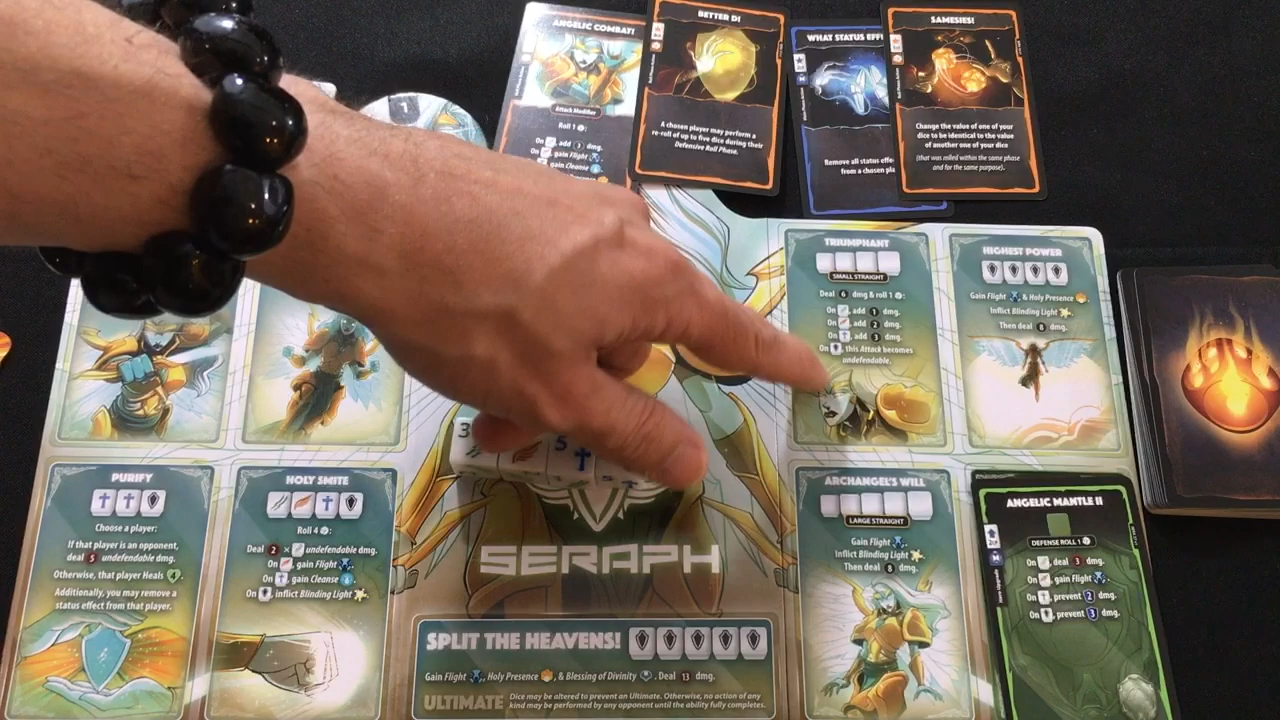 ANGELIC COMBAT!
Attack Modifier
Roll 1 :
On , add 3 dmg.
On , gain Flight
On , gain Cleanse
BETTER D!
A chosen player may perform a
re-roll of up to five dice during their
Defensive Roll Phase.
WHAT STATUS EFF
Remove all status effe
from a chosen pla
SAMESIES!
Change the value of one of your
dice to be identical to the value
of another one of your dice
(that was rolled within the same phase
and for the same purpose).
TRIUMPHANT
SMALL STRAIGHT
Deal 6 dmg & roll 1 :
On , add 1 dmg.
On , add 2 dmg.
On , add 3 dmg.
On , this Attack becomes
undefendable.
HIGHEST POWER
Gain Flight & Holy Presence .
Inflict Blinding Light .
Then deal 8 dmg.
PURIFY
Choose a player:
If that player is an opponent,
deal 5 undefendable dmg.
Otherwise, that player Heals 4.
Additionally, you may remove a
status effect from that player.
HOLY SMITE
Roll 4 :
Deal 2 × undefendable dmg.
On , gain Flight .
On , gain Cleanse .
On , inflict Blinding Light .
3
5
SERAPH
SPLIT THE HEAVENS!
Gain Flight , Holy Presence , & Blessing of Divinity . Deal 13 dmg.
ULTIMATE Dice may be altered to prevent an Ultimate. Otherwise, no action of any
kind may be performed by any opponent until the ability fully completes.
ARCHANGEL'S WILL
LARGE STRAIGHT
Gain Flight .
Inflict Blinding Light .
Then deal 8 dmg.
ANGELIC MANTLE II
DEFENSE ROLL 1
On , deal 3 dmg.
On , gain Flight .
On , prevent 2 dmg.
On , prevent 3 dmg.